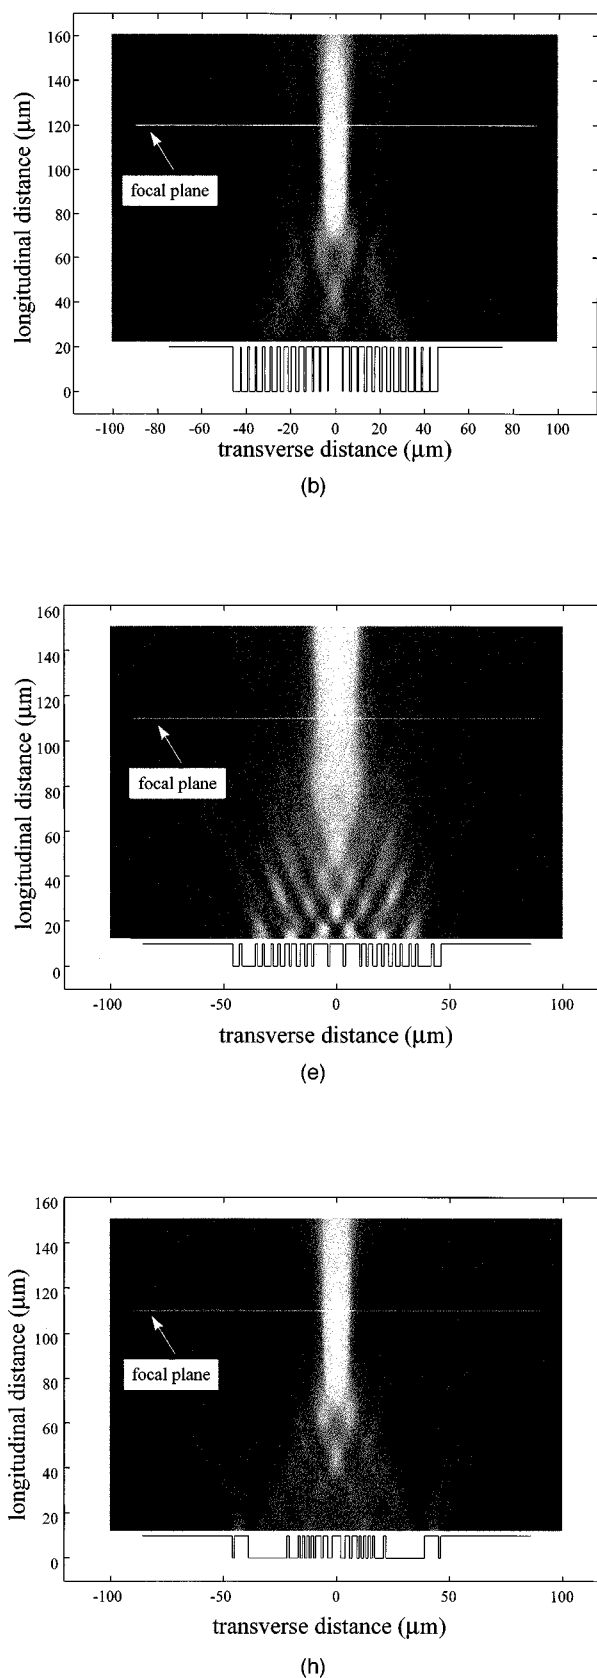 160
140
120
100
80
60
40
20
0
longitudinal distance (μm)
focal plane
-100 -80 -60 -40 -20 0 20 40 60 80 100
transverse distance (μm)
(b)
160
140
120
100
80
60
40
20
0
longitudinal distance (μm)
focal plane
-100 -50 0 50 100
transverse distance (μm)
(e)
160
140
120
100
80
60
40
20
0
longitudinal distance (μm)
focal plane
-100 -50 0 50 100
transverse distance (μm)
(h)